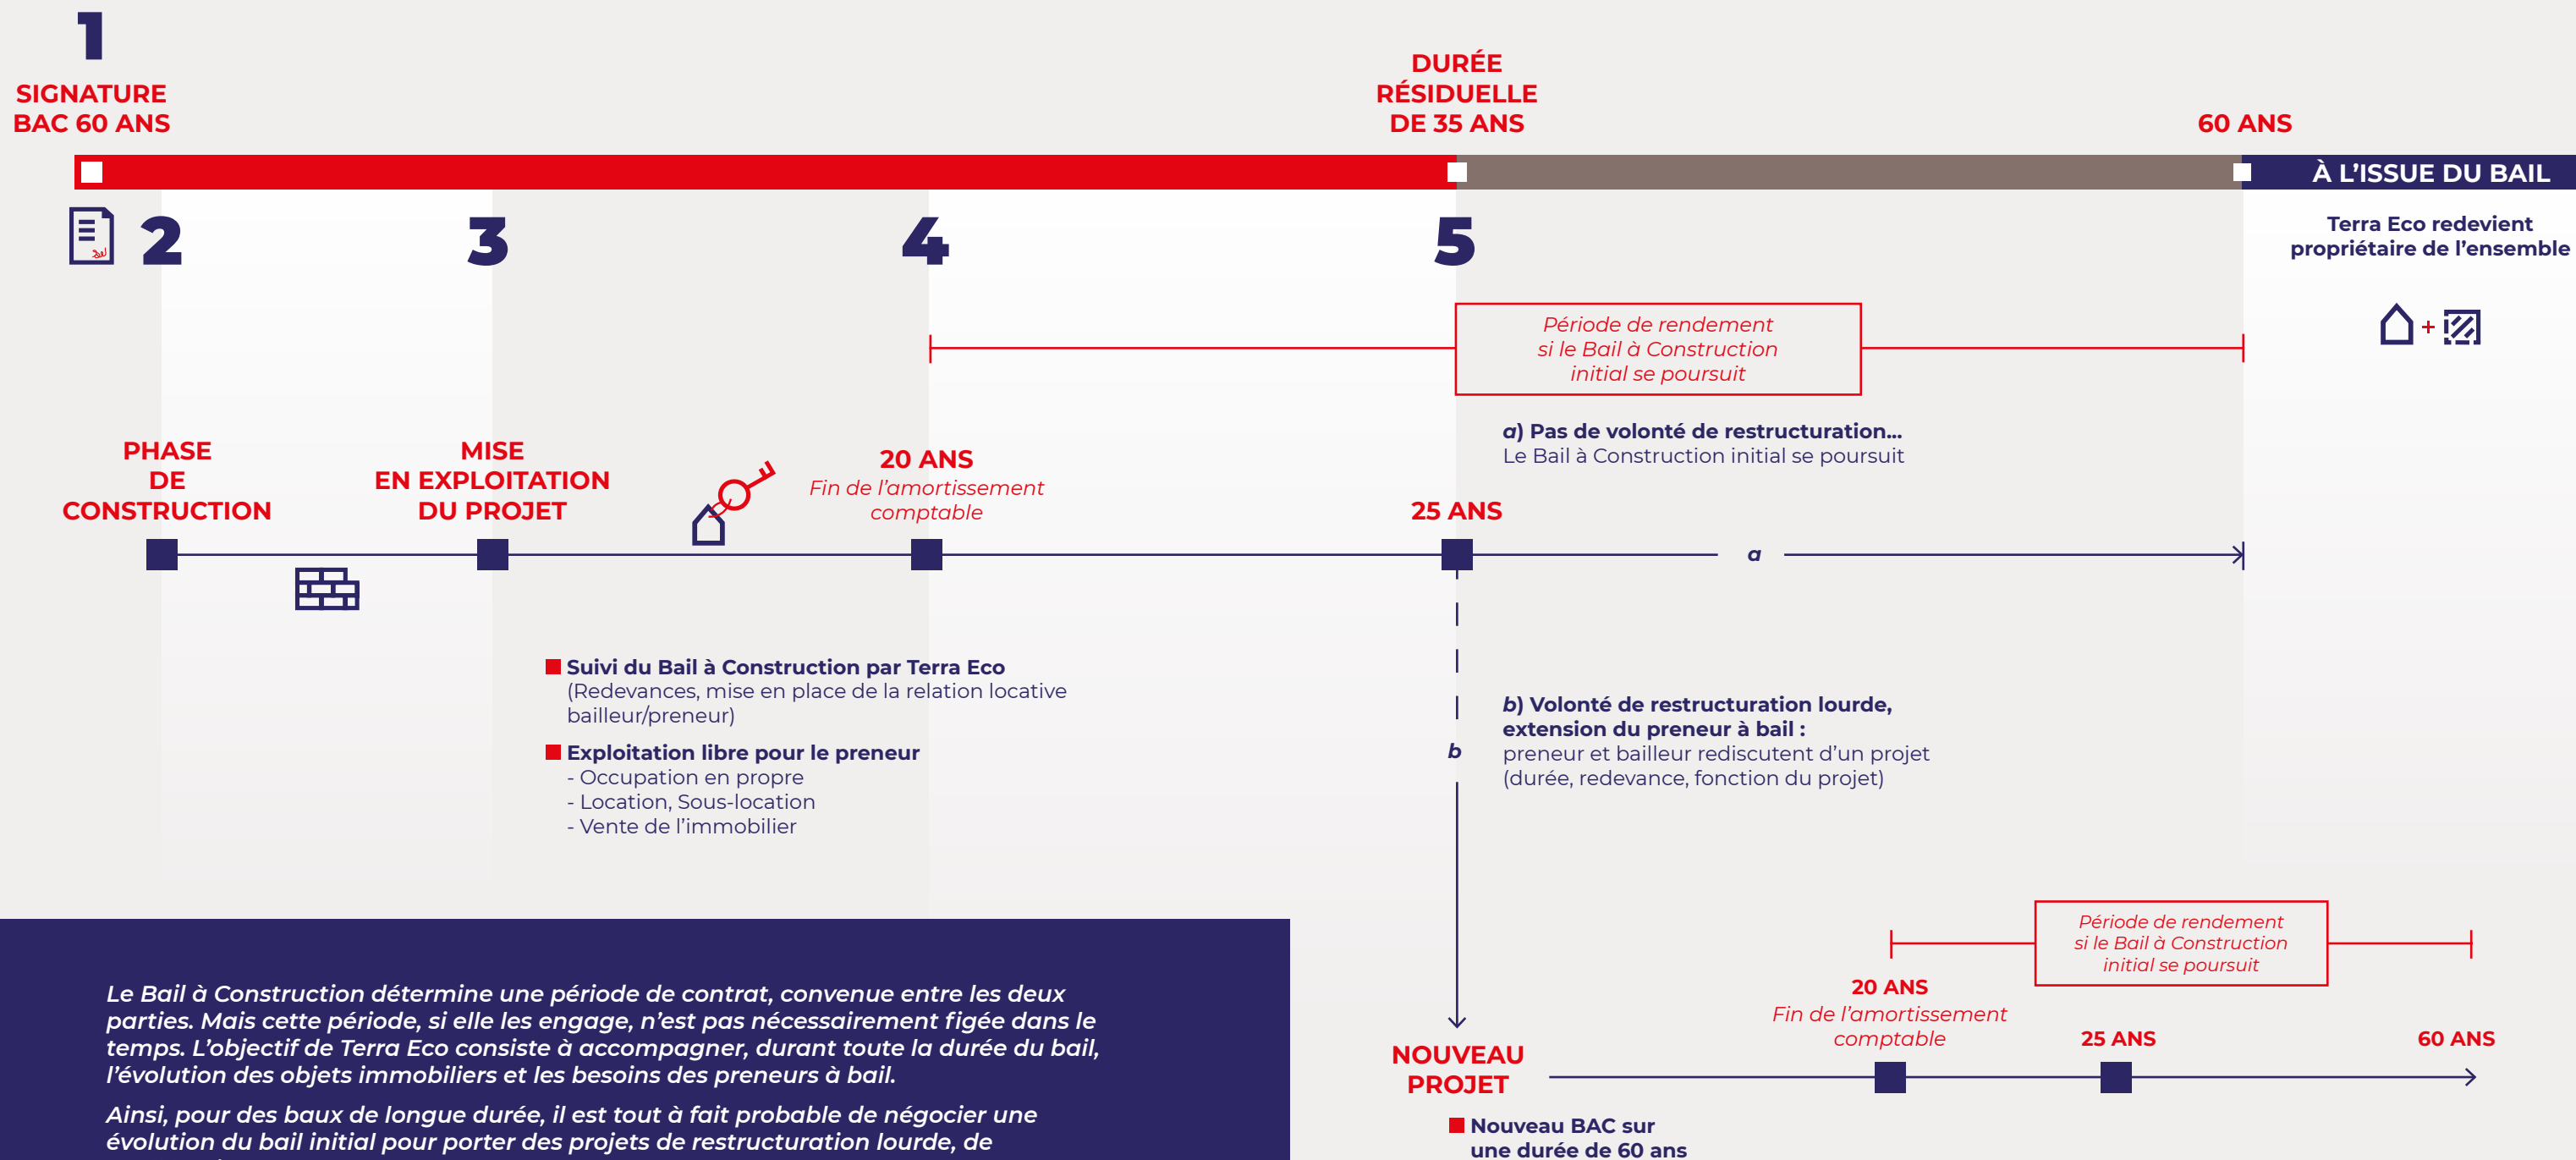 1
SIGNATURE
BAC 60 ANS
DURÉE
RÉSIDUELLE
DE 35 ANS
60 ANS
À L'ISSUE DU BAIL
2
3
4
5
Terra Eco redevient
propriétaire de l'ensemble
+
Période de rendement
si le Bail à Construction
initial se poursuit
a) Pas de volonté de restructuration...
Le Bail à Construction initial se poursuit
PHASE
DE
CONSTRUCTION
MISE
EN EXPLOITATION
DU PROJET
20 ANS
Fin de l'amortissement
comptable
25 ANS
a
Suivi du Bail à Construction par Terra Eco
(Redevances, mise en place de la relation locative
bailleur/preneur)
Exploitation libre pour le preneur
- Occupation en propre
- Location, Sous-location
- Vente de l'immobilier
b
b) Volonté de restructuration lourde,
extension du preneur à bail :
preneur et bailleur rediscutent d'un projet
(durée, redevance, fonction du projet)
Période de rendement
si le Bail à Construction
initial se poursuit
20 ANS
Fin de l'amortissement
comptable
25 ANS
60 ANS
NOUVEAU
PROJET
Nouveau BAC sur
une durée de 60 ans
Le Bail à Construction détermine une période de contrat, convenue entre les deux
parties. Mais cette période, si elle les engage, n'est pas nécessairement figée dans le
temps. L'objectif de Terra Eco consiste à accompagner, durant toute la durée du bail,
l'évolution des objets immobiliers et les besoins des preneurs à bail.
Ainsi, pour des baux de longue durée, il est tout à fait probable de négocier une
évolution du bail initial pour porter des projets de restructuration lourde, de